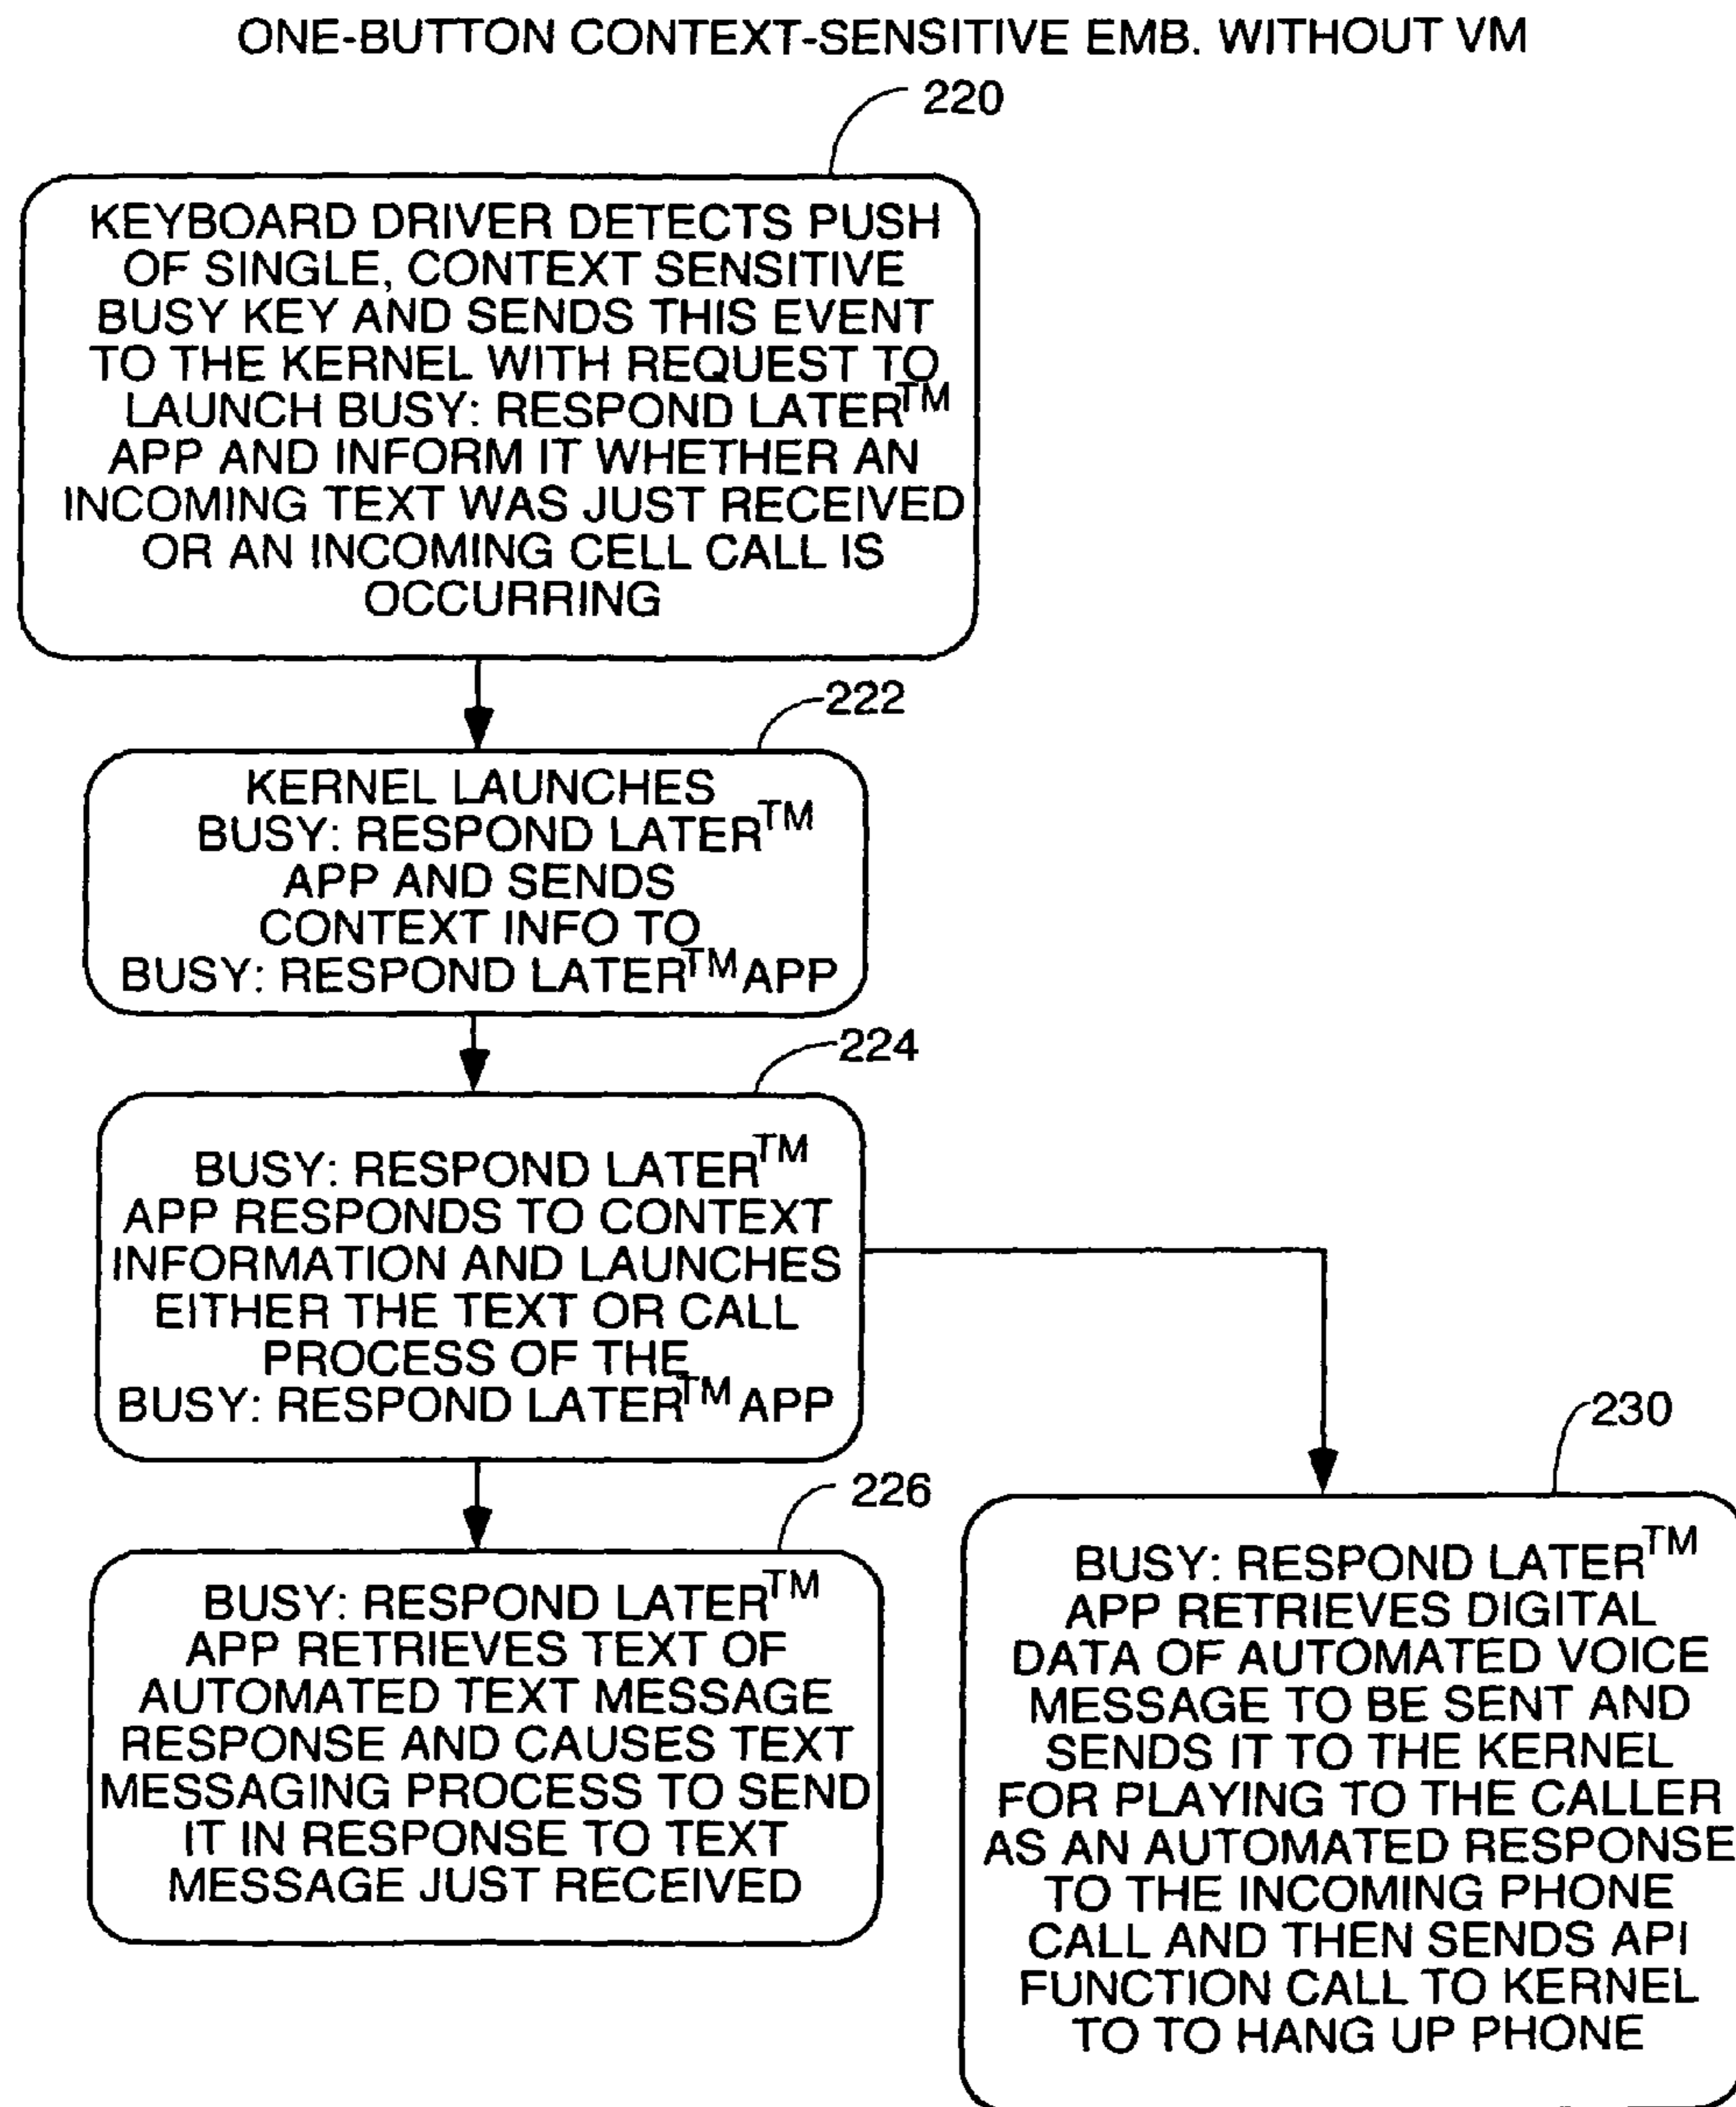 ONE-BUTTON CONTEXT-SENSITIVE EMB. WITHOUT VM
220
KEYBOARD DRIVER DETECTS PUSH
OF SINGLE, CONTEXT SENSITIVE
BUSY KEY AND SENDS THIS EVENT
TO THE KERNEL WITH REQUEST TO
LAUNCH BUSY: RESPOND LATER™
APP AND INFORM IT WHETHER AN
INCOMING TEXT WAS JUST RECEIVED
OR AN INCOMING CELL CALL IS
OCCURRING
222
KERNEL LAUNCHES
BUSY: RESPOND LATER™
APP AND SENDS
CONTEXT INFO TO
BUSY: RESPOND LATER™ APP
224
BUSY: RESPOND LATER™
APP RESPONDS TO CONTEXT
INFORMATION AND LAUNCHES
EITHER THE TEXT OR CALL
PROCESS OF THE
BUSY: RESPOND LATER™ APP
226
BUSY: RESPOND LATER™
APP RETRIEVES TEXT OF
AUTOMATED TEXT MESSAGE
RESPONSE AND CAUSES TEXT
MESSAGING PROCESS TO SEND
IT IN RESPONSE TO TEXT
MESSAGE JUST RECEIVED
230
BUSY: RESPOND LATER™
APP RETRIEVES DIGITAL
DATA OF AUTOMATED VOICE
MESSAGE TO BE SENT AND
SENDS IT TO THE KERNEL
FOR PLAYING TO THE CALLER
AS AN AUTOMATED RESPONSE
TO THE INCOMING PHONE
CALL AND THEN SENDS API
FUNCTION CALL TO KERNEL
TO TO HANG UP PHONE